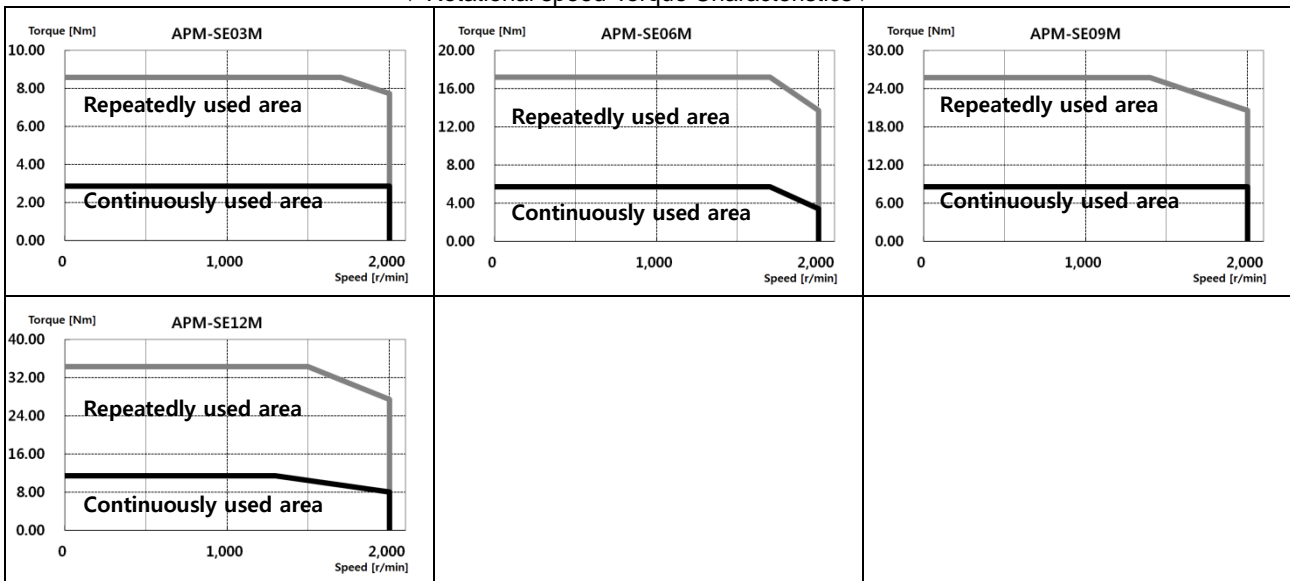 Torque [Nm] APM-SE03M
10.00
8.00
Repeatedly used area
6.00
4.00
Continuously used area
2.00
0.00
0 1,000 2,000
Speed [r/min]
Torque [Nm] APM-SE06M
20.00
16.00
Repeatedly used area
12.00
8.00
4.00
Continuously used area
0.00
0 1,000 2,000
Speed [r/min]
Torque [Nm] APM-SE09M
30.00
24.00
Repeatedly used area
18.00
12.00
6.00
Continuously used area
0.00
0 1,000 2,000
Speed [r/min]
Torque [Nm] APM-SE12M
40.00
32.00
Repeatedly used area
24.00
16.00
8.00
Continuously used area
0.00
0 1,000 2,000
Speed [r/min]